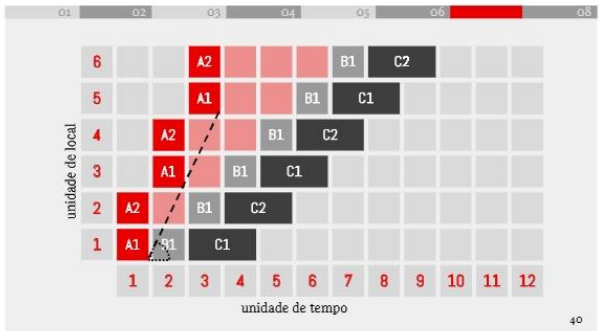 01 02 03 04 05 06 08
6 A2 B1 C2
5 A1 B1 C1
4 A2 B1 C2
3 A1 B1 C1
2 A2 B1 C2
1 A1 B1 C1
unidade de local
1 2 3 4 5 6 7 8 9 10 11 12
unidade de tempo
40